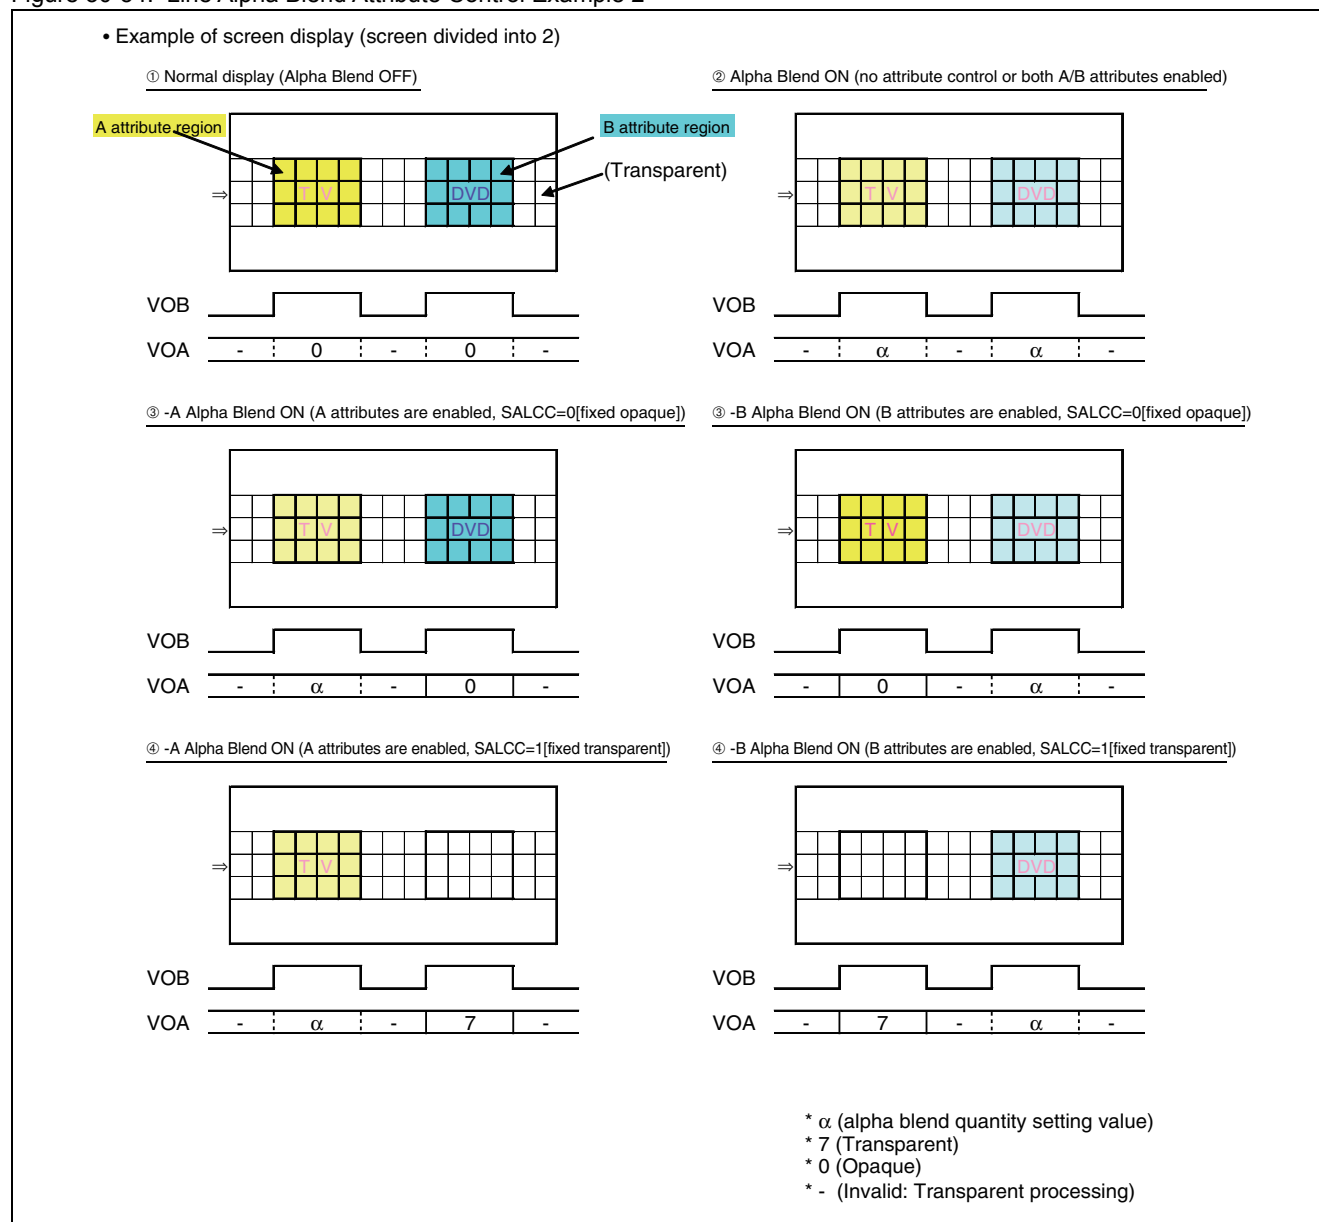 • Example of screen display (screen divided into 2)
① Normal display (Alpha Blend OFF)
② Alpha Blend ON (no attribute control or both A/B attributes enabled)
A attribute region
B attribute region
(Transparent)
⇒ T V DVD
⇒ T V DVD
VOB
VOA - 0 - 0 -
VOB
VOA - α - α -
③ -A Alpha Blend ON (A attributes are enabled, SALCC=0[fixed opaque])
③ -B Alpha Blend ON (B attributes are enabled, SALCC=0[fixed opaque])
⇒ T V DVD
⇒ T V DVD
VOB
VOA - α - 0 -
VOB
VOA - 0 - α -
④ -A Alpha Blend ON (A attributes are enabled, SALCC=1[fixed transparent])
④ -B Alpha Blend ON (B attributes are enabled, SALCC=1[fixed transparent])
⇒ T V
⇒ DVD
VOB
VOA - α - 7 -
VOB
VOA - 7 - α -
* α (alpha blend quantity setting value)
* 7 (Transparent)
* 0 (Opaque)
* - (Invalid: Transparent processing)